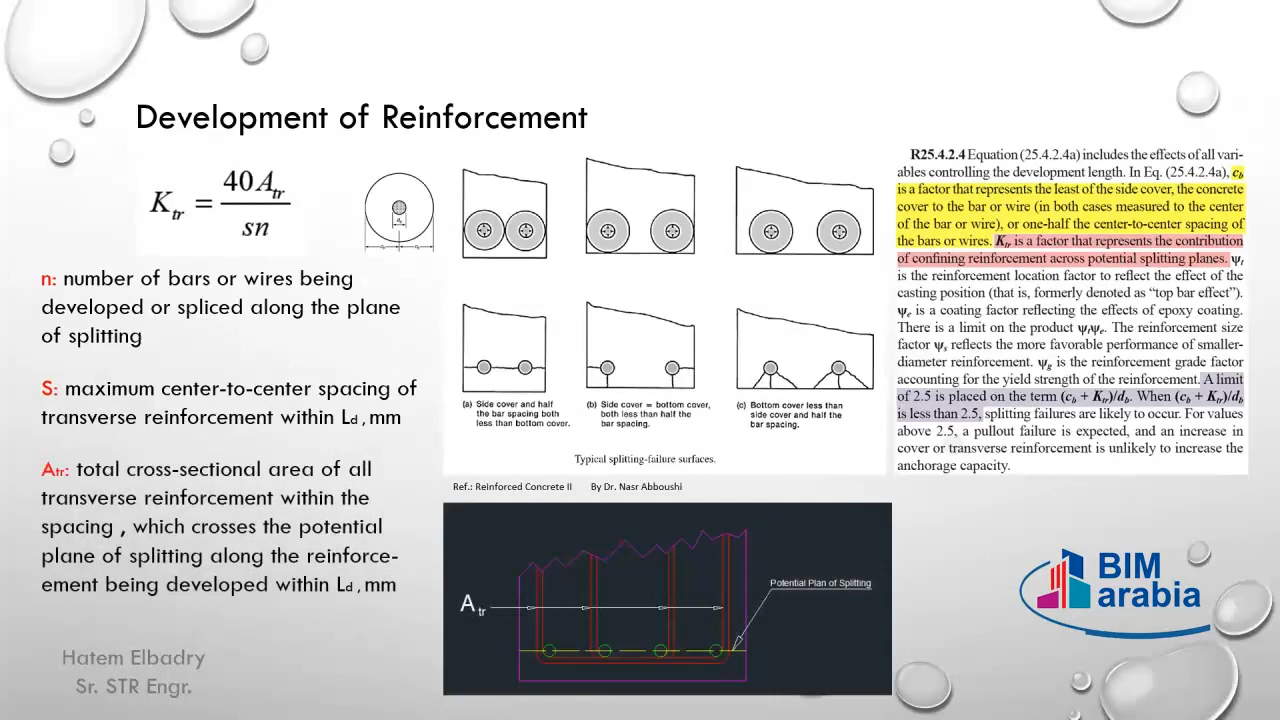 Development of Reinforcement
K_tr = 40 A_tr / sn
n: number of bars or wires being
developed or spliced along the plane
of splitting
S: maximum center-to-center spacing of
transverse reinforcement within Ld , mm
Atr: total cross-sectional area of all
transverse reinforcement within the
spacing , which crosses the potential
plane of splitting along the reinforce-
ement being developed within Ld , mm
Hatem Elbadry
Sr. STR Engr.
(a) Side cover and half
the bar spacing both
less than bottom cover.
(b) Side cover = bottom cover,
both less than half the
bar spacing.
(c) Bottom cover less than
side cover and half the
bar spacing.
Typical splitting-failure surfaces.
Ref.: Reinforced Concrete II By Dr. Nasr Abboushi
A tr
Potential Plan of Splitting
R25.4.2.4 Equation (25.4.2.4a) includes the effects of all vari-
ables controlling the development length. In Eq. (25.4.2.4a), cb
is a factor that represents the least of the side cover, the concrete
cover to the bar or wire (in both cases measured to the center
of the bar or wire), or one-half the center-to-center spacing of
the bars or wires. Ktr is a factor that represents the contribution
of confining reinforcement across potential splitting planes. ψt
is the reinforcement location factor to reflect the effect of the
casting position (that is, formerly denoted as “top bar effect”).
ψe is a coating factor reflecting the effects of epoxy coating.
There is a limit on the product ψtψe. The reinforcement size
factor ψs reflects the more favorable performance of smaller-
diameter reinforcement. ψg is the reinforcement grade factor
accounting for the yield strength of the reinforcement. A limit
of 2.5 is placed on the term (cb + Ktr)/db. When (cb + Ktr)/db
is less than 2.5, splitting failures are likely to occur. For values
above 2.5, a pullout failure is expected, and an increase in
cover or transverse reinforcement is unlikely to increase the
anchorage capacity.
BIM
arabia